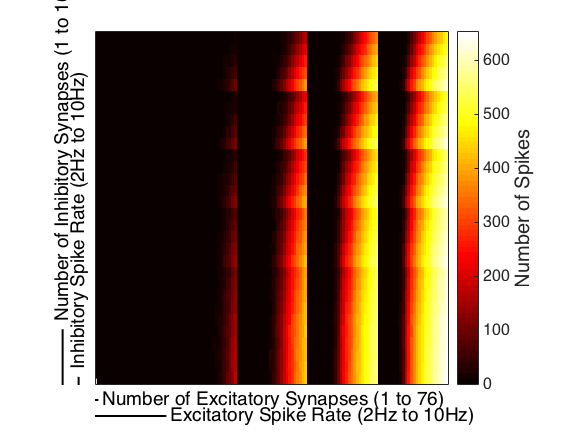 Number of Inhibitory Synapses (1 to
Inhibitory Spike Rate (2Hz to 10Hz)
600
500
400
300
200
100
0
Number of Spikes
Number of Excitatory Synapses (1 to 76)
Excitatory Spike Rate (2Hz to 10Hz)